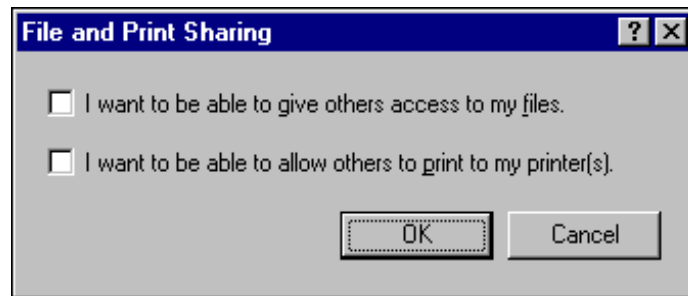 File and Print Sharing
I want to be able to give others access to my files.
I want to be able to allow others to print to my printer(s).
OK Cancel